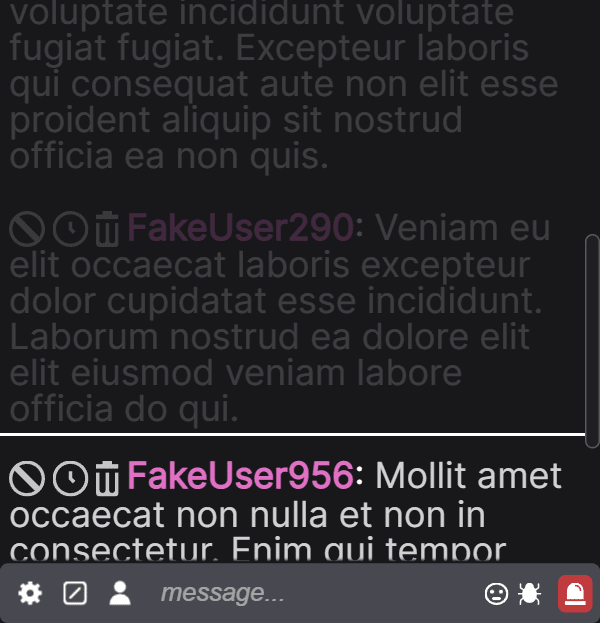 voluptate incididunt voluptate
fugiat fugiat. Excepteur laboris
qui consequat aute non elit esse
proident aliquip sit nostrud
officia ea non quis.
FakeUser290: Veniam eu
elit occaecat laboris excepteur
dolor cupidatat esse incididunt.
Laborum nostrud ea dolore elit
elit eiusmod veniam labore
officia do qui.
FakeUser956: Mollit amet
occaecat non nulla et non in
consectetur. Enim qui tempor
message...